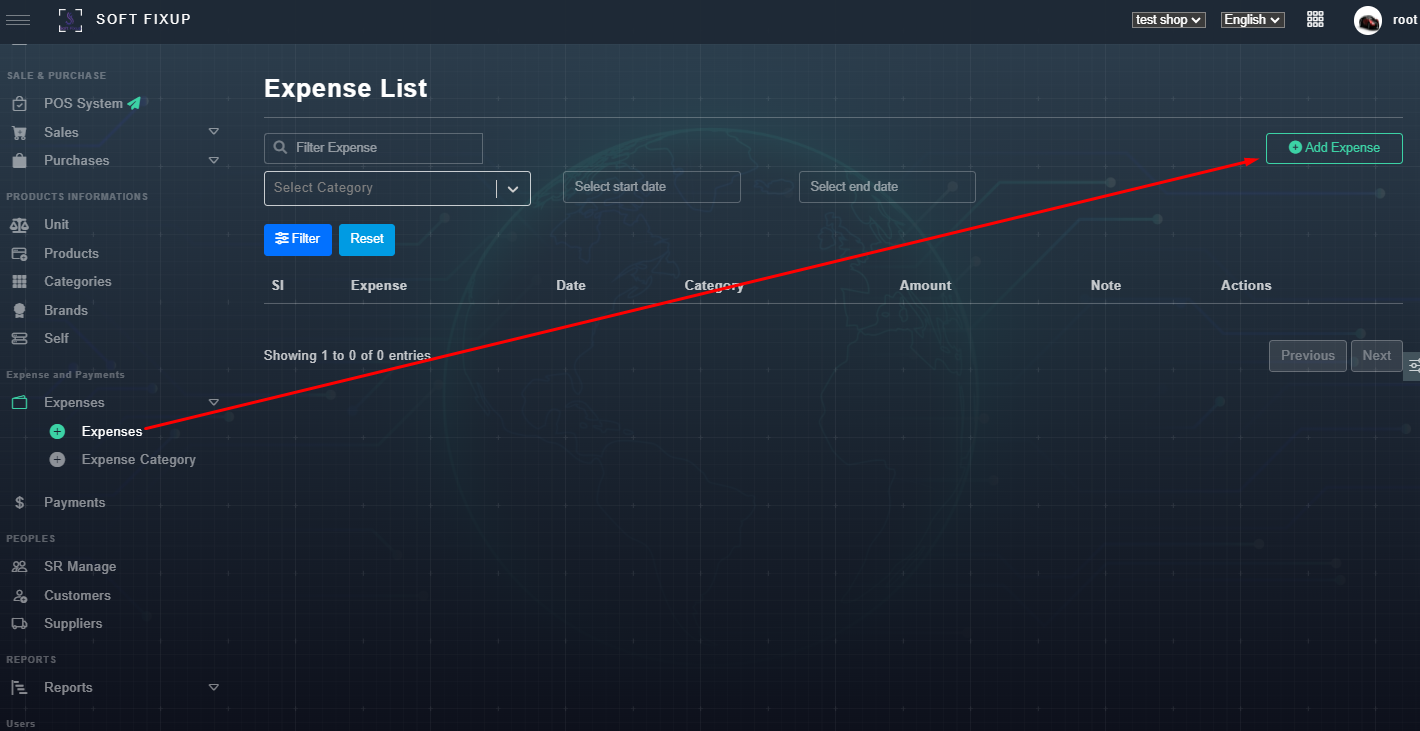 SOFT FIXUP
test shop
English
root
SALE & PURCHASE
POS System
Sales
Purchases
PRODUCTS INFORMATIONS
Unit
Products
Categories
Brands
Self
Expense and Payments
Expenses
Expenses
Expense Category
Payments
PEOPLES
SR Manage
Customers
Suppliers
REPORTS
Reports
Users
Expense List
Filter Expense
Add Expense
Select Category
Select start date
Select end date
Filter Reset
SI Expense Date Category Amount Note Actions
Showing 1 to 0 of 0 entries
Previous Next